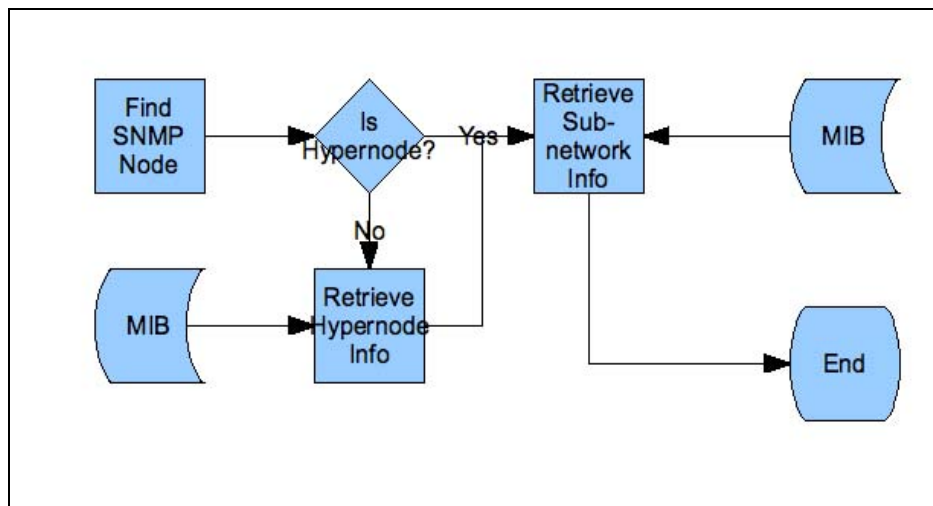 Find
SNMP
Node
Is
Hypernode?
Yes
Retrieve
Sub-
network
Info
MIB
No
MIB
Retrieve
Hypernode
Info
End